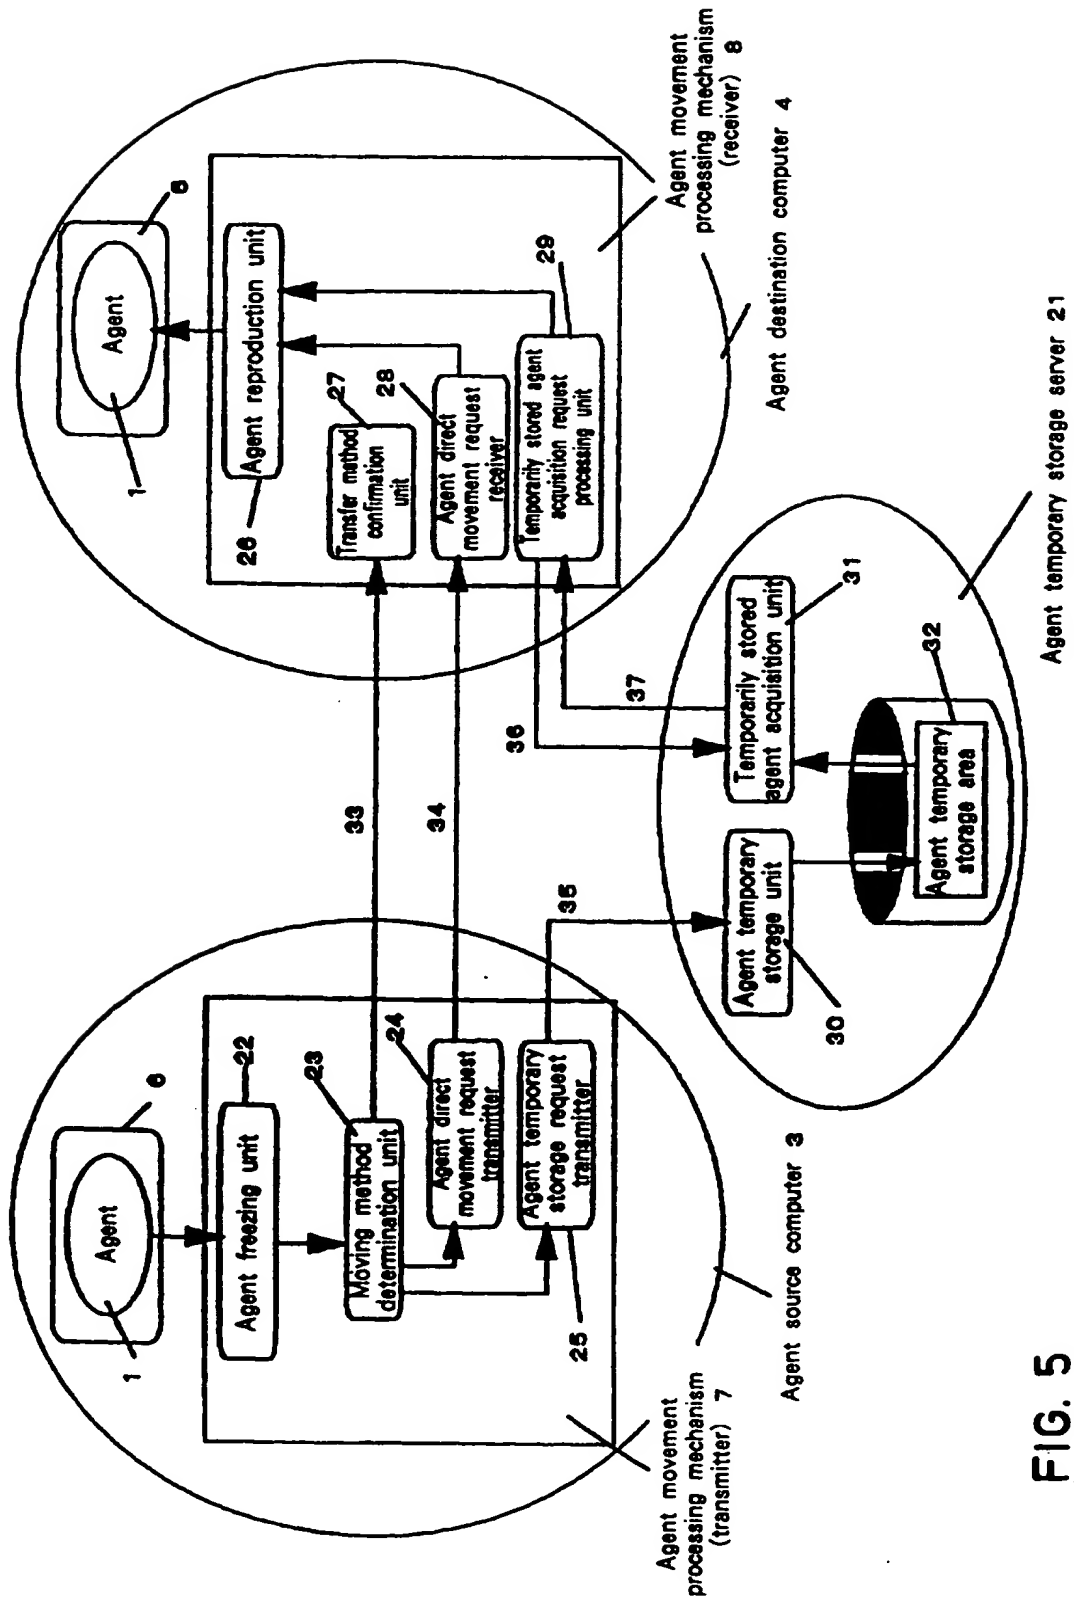 Agent
1
6
Agent freezing unit
22
Moving method
determination unit
23
Agent direct
movement request
transmitter
24
Agent temporary
storage request
transmitter
25
Agent movement
processing mechanism
(transmitter) 7
Agent source computer 3
33
34
35
36
37
Agent
1
6
Agent reproduction unit
26
Transfer method
confirmation
unit
27
Agent direct
movement request
receiver
28
Temporarily stored agent
acquisition request
processing unit
29
Agent movement
processing mechanism
(receiver) 8
Agent destination computer 4
Agent temporary
storage unit
30
Temporarily stored
agent acquisition unit
31
Agent temporary
storage area
32
Agent temporary storage server 21
FIG. 5